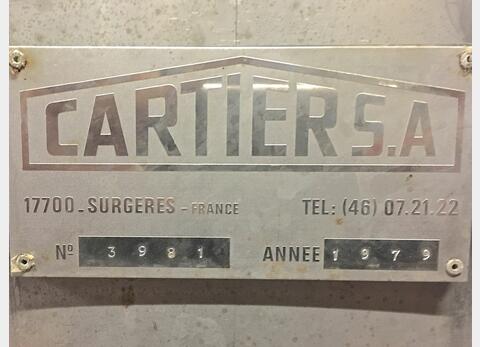 CARTIER S.A
17700_SURGERES - FRANCE TEL: (46) 07.21.22
Nº 3981 ANNEE 1979